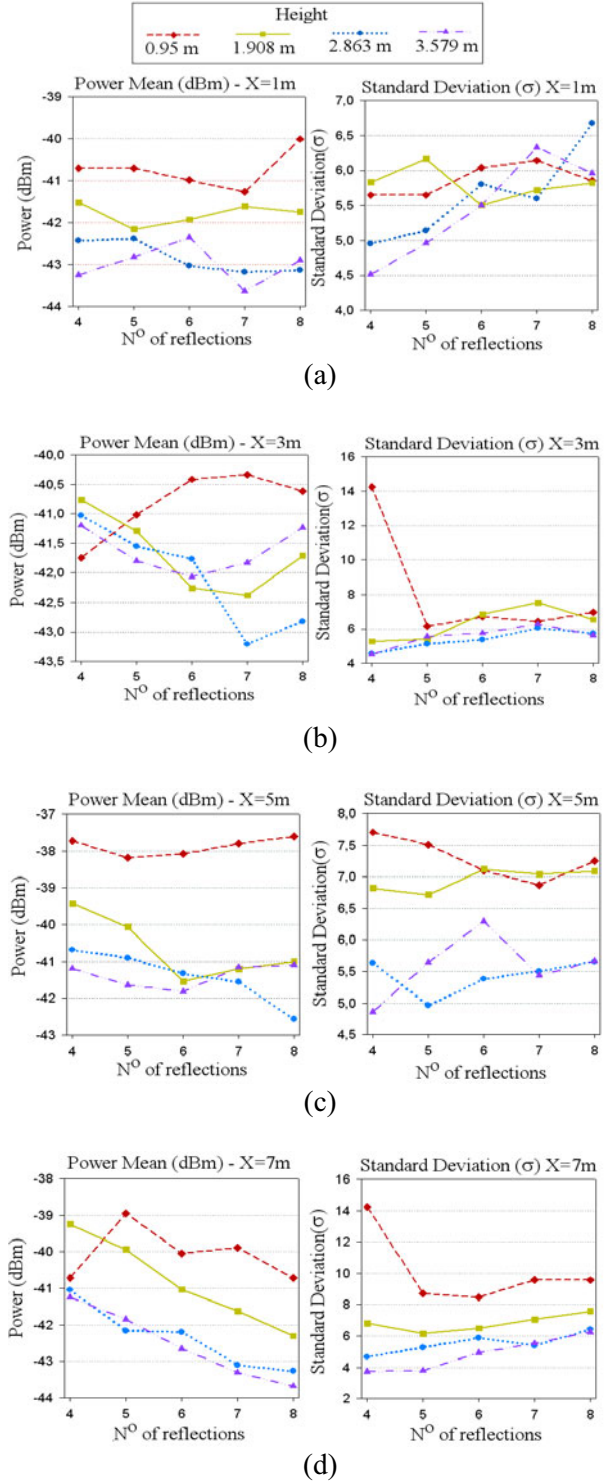 Height
0.95 m 1.908 m 2.863 m 3.579 m
Power Mean (dBm) - X=1m
Power (dBm)
-39
-40
-41
-42
-43
-44
4 5 6 7 8
Nº of reflections
Standard Deviation (σ) X=1m
Standard Deviation(σ)
7,0
6,5
6,0
5,5
5,0
4,5
4,0
4 5 6 7 8
Nº of reflections
(a)
Power Mean (dBm) - X=3m
Power (dBm)
-40,0
-40,5
-41,0
-41,5
-42,0
-42,5
-43,0
-43,5
4 5 6 7 8
Nº of reflections
Standard Deviation (σ) X=3m
Standard Deviation(σ)
16
14
12
10
8
6
4
4 5 6 7 8
Nº of reflections
(b)
Power Mean (dBm) - X=5m
Power (dBm)
-37
-38
-39
-40
-41
-42
-43
4 5 6 7 8
Nº of reflections
Standard Deviation (σ) X=5m
Standard Deviation(σ)
8,0
7,5
7,0
6,5
6,0
5,5
5,0
4,5
4 5 6 7 8
Nº of reflections
(c)
Power Mean (dBm) - X=7m
Power (dBm)
-38
-39
-40
-41
-42
-43
-44
4 5 6 7 8
Nº of reflections
Standard Deviation (σ) X=7m
Standard Deviation(σ)
16
14
12
10
8
6
4
2
4 5 6 7 8
Nº of reflections
(d)